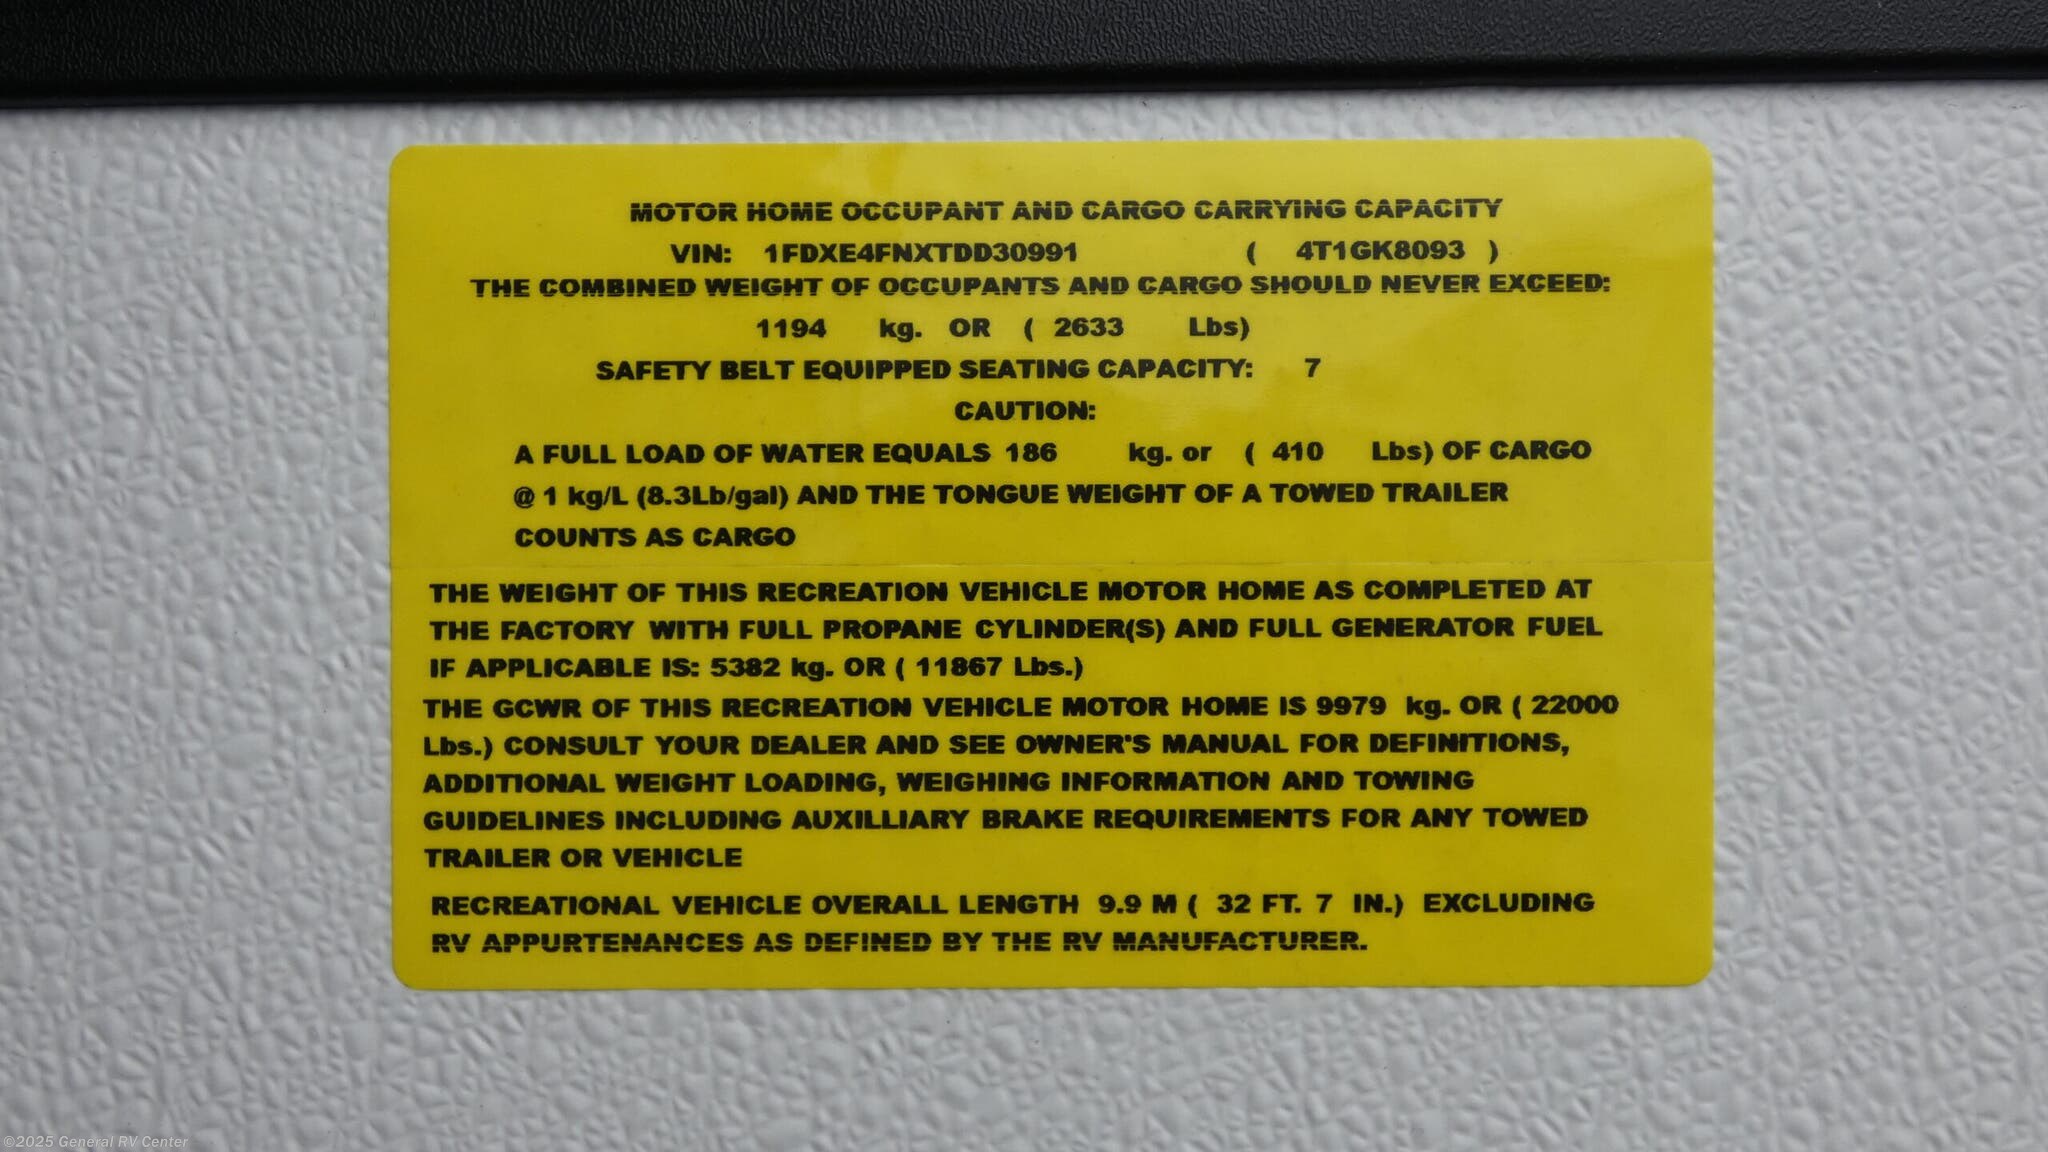 MOTOR HOME OCCUPANT AND CARGO CARRYING CAPACITY
VIN: 1FDXE4FNXTDD30991 ( 4T1GK8093 )
THE COMBINED WEIGHT OF OCCUPANTS AND CARGO SHOULD NEVER EXCEED:
1194 kg. OR ( 2633 Lbs)
SAFETY BELT EQUIPPED SEATING CAPACITY: 7
CAUTION:
A FULL LOAD OF WATER EQUALS 186 kg. or ( 410 Lbs) OF CARGO
@ 1 kg/L (8.3Lb/gal) AND THE TONGUE WEIGHT OF A TOWED TRAILER
COUNTS AS CARGO
THE WEIGHT OF THIS RECREATION VEHICLE MOTOR HOME AS COMPLETED AT
THE FACTORY WITH FULL PROPANE CYLINDER(S) AND FULL GENERATOR FUEL
IF APPLICABLE IS: 5382 kg. OR ( 11867 Lbs.)
THE GCWR OF THIS RECREATION VEHICLE MOTOR HOME IS 9979 kg. OR ( 22000
Lbs.) CONSULT YOUR DEALER AND SEE OWNER'S MANUAL FOR DEFINITIONS,
ADDITIONAL WEIGHT LOADING, WEIGHING INFORMATION AND TOWING
GUIDELINES INCLUDING AUXILLIARY BRAKE REQUIREMENTS FOR ANY TOWED
TRAILER OR VEHICLE
RECREATIONAL VEHICLE OVERALL LENGTH 9.9 M ( 32 FT. 7 IN.) EXCLUDING
RV APPURTENANCES AS DEFINED BY THE RV MANUFACTURER.
©2025 General RV Center